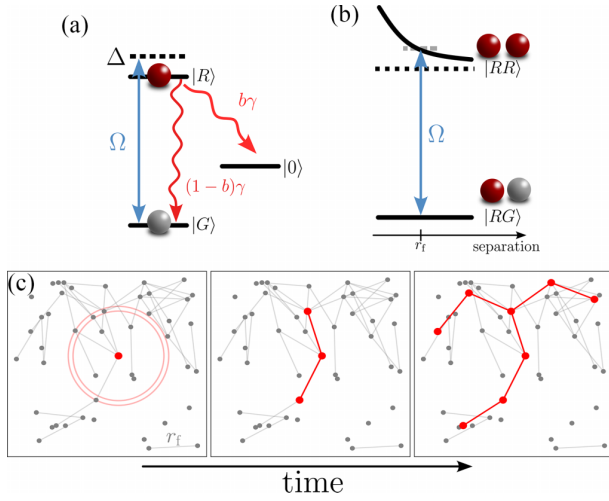 (a)
Δ
|R⟩
bγ
Ω
|0⟩
(1 − b)γ
|G⟩
(b)
|RR⟩
Ω
|RG⟩
r_f
separation
(c)
r_f
time